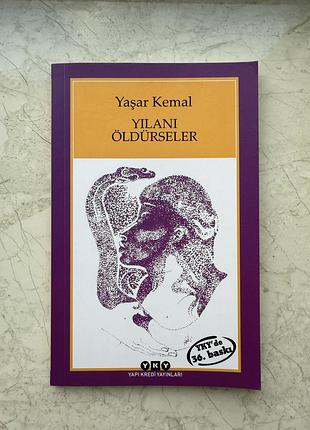 Yaşar Kemal
YILANI
ÖLDÜRSELER
YKY'de
36. baskı
YKY
YAPI KREDİ YAYINLARI